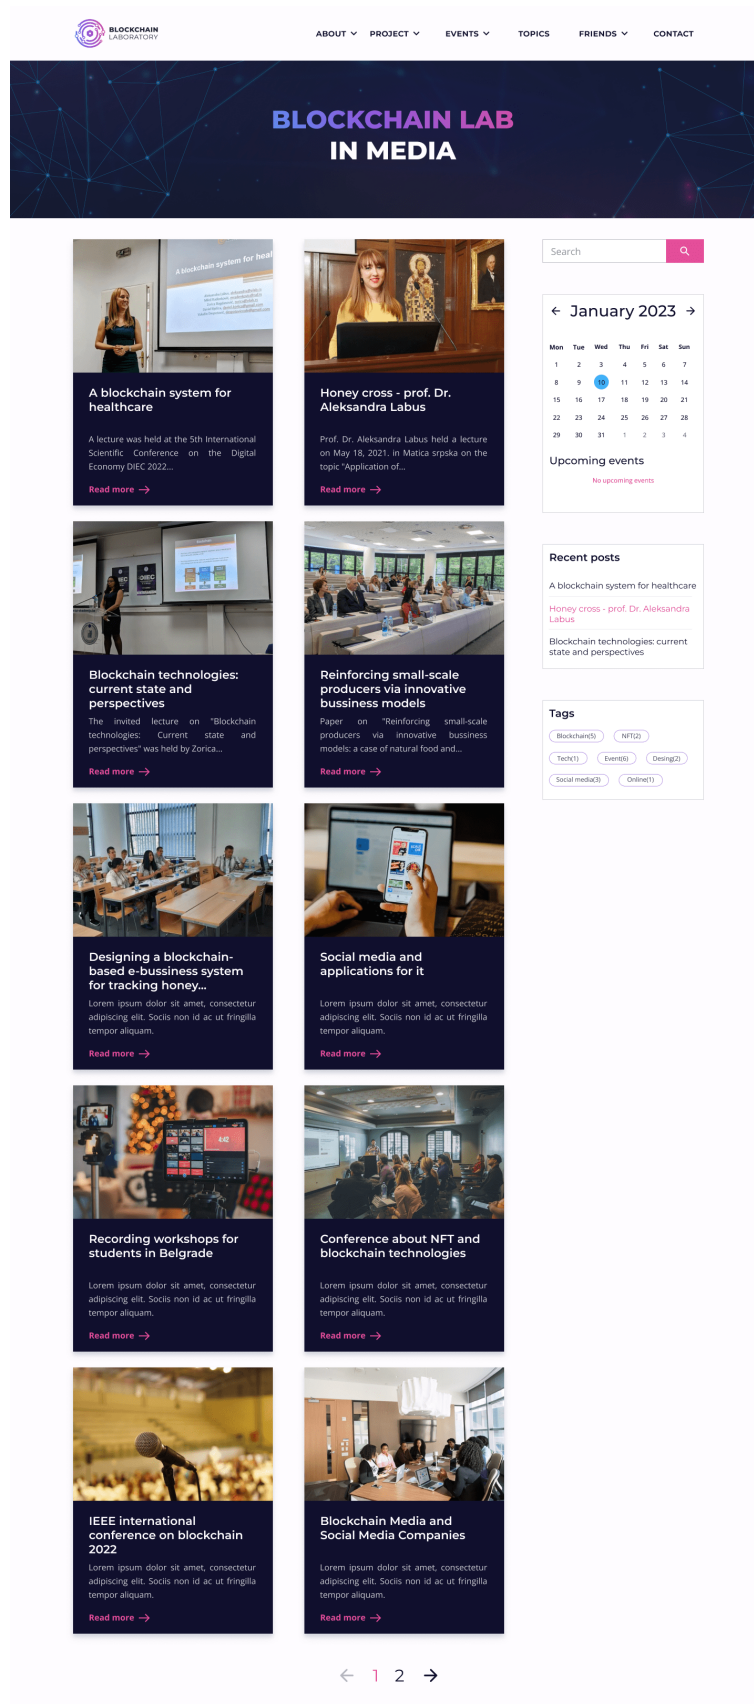 BLOCKCHAIN
LABORATORY
ABOUT
PROJECT
EVENTS
TOPICS
FRIENDS
CONTACT
BLOCKCHAIN LAB
IN MEDIA
A blockchain system for heal
A blockchain system for
healthcare
A lecture was held at the 5th International
Scientific Conference on the Digital
Economy DIEC 2022...
Read more
Honey cross - prof. Dr.
Aleksandra Labus
Prof. Dr. Aleksandra Labus held a lecture
on May 18, 2021. in Matica srpska on the
topic "Application of...
Read more
DIEC
Blockchain technologies:
current state and
perspectives
The invited lecture on "Blockchain
technologies: Current state and
perspectives" was held by Zorica...
Read more
Reinforcing small-scale
producers via innovative
bussiness models
Paper on "Reinforcing small-scale
producers via innovative bussiness
models: a case of natural food and...
Read more
Designing a blockchain-
based e-bussiness system
for tracking honey...
Lorem ipsum dolor sit amet, consectetur
adipiscing elit. Sociis non id ac ut fringilla
tempor aliquam.
Read more
Social media and
applications for it
Lorem ipsum dolor sit amet, consectetur
adipiscing elit. Sociis non id ac ut fringilla
tempor aliquam.
Read more
4:42
Recording workshops for
students in Belgrade
Lorem ipsum dolor sit amet, consectetur
adipiscing elit. Sociis non id ac ut fringilla
tempor aliquam.
Read more
Conference about NFT and
blockchain technologies
Lorem ipsum dolor sit amet, consectetur
adipiscing elit. Sociis non id ac ut fringilla
tempor aliquam.
Read more
IEEE international
conference on blockchain
2022
Lorem ipsum dolor sit amet, consectetur
adipiscing elit. Sociis non id ac ut fringilla
tempor aliquam.
Read more
Blockchain Media and
Social Media Companies
Lorem ipsum dolor sit amet, consectetur
adipiscing elit. Sociis non id ac ut fringilla
tempor aliquam.
Read more
1 2
Search
January 2023
Mon Tue Wed Thu Fri Sat Sun
1 2 3 4 5 6 7
8 9 10 11 12 13 14
15 16 17 18 19 20 21
22 23 24 25 26 27 28
29 30 31 1 2 3 4
Upcoming events
No upcoming events
Recent posts
A blockchain system for healthcare
Honey cross - prof. Dr. Aleksandra
Labus
Blockchain technologies: current
state and perspectives
Tags
Blockchain(5) NFT(2)
Tech(1) Event(6) Desing(2)
Social media(3) Online(1)